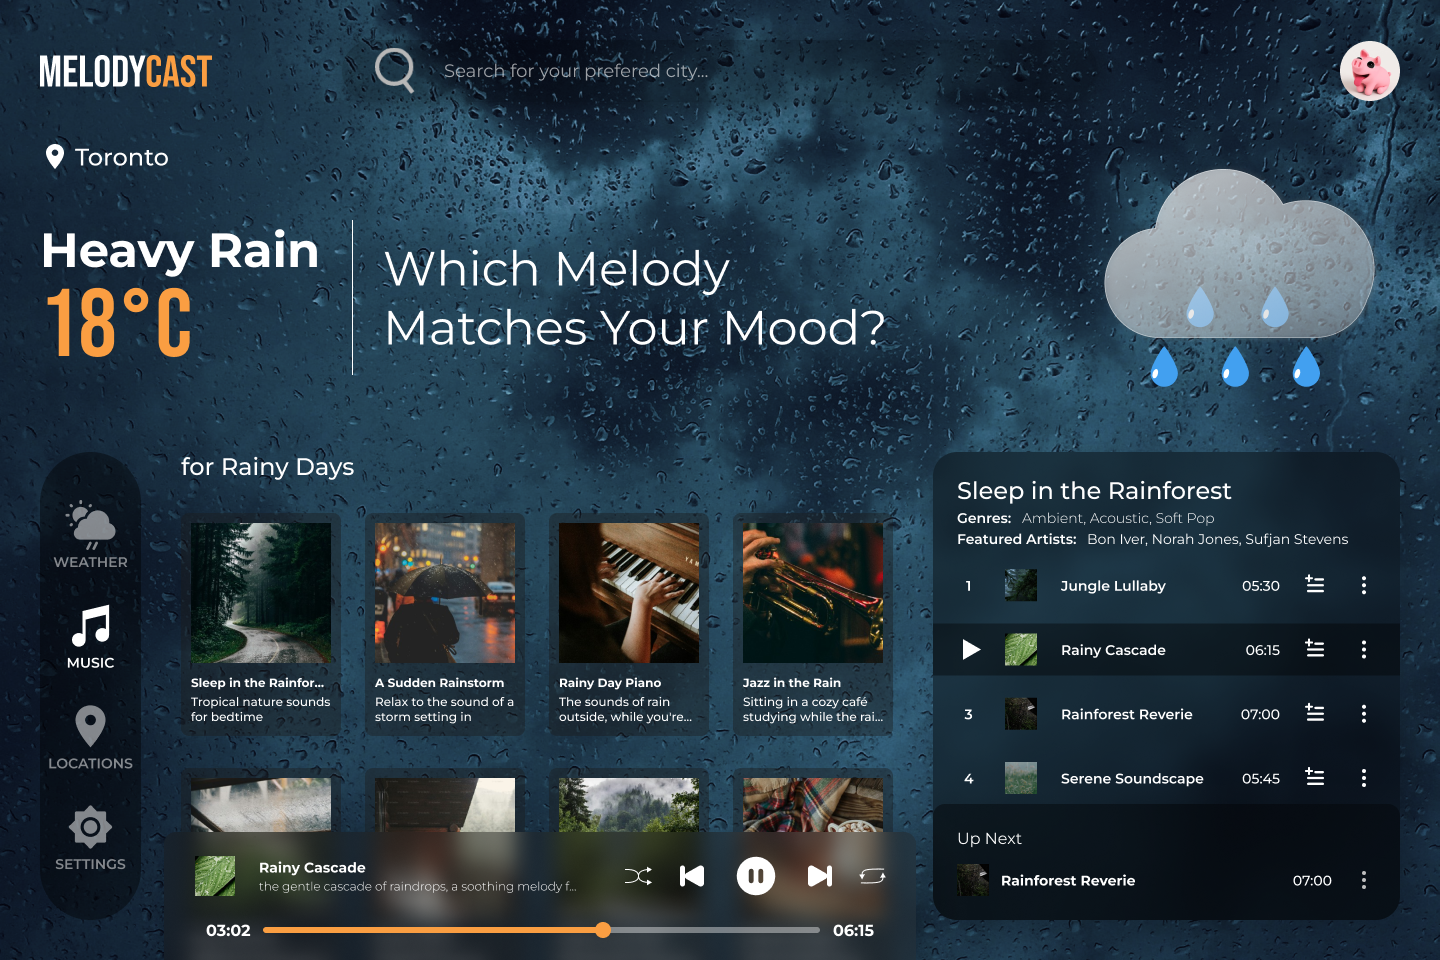 MELODYCAST
Search for your prefered city...
Toronto
Heavy Rain
18°C
Which Melody
Matches Your Mood?
WEATHER
MUSIC
LOCATIONS
SETTINGS
for Rainy Days
Sleep in the Rainfor...
Tropical nature sounds
for bedtime
A Sudden Rainstorm
Relax to the sound of a
storm setting in
Rainy Day Piano
The sounds of rain
outside, while you're...
Jazz in the Rain
Sitting in a cozy café
studying while the rai...
Sleep in the Rainforest
Genres: Ambient, Acoustic, Soft Pop
Featured Artists: Bon Iver, Norah Jones, Sufjan Stevens
1 Jungle Lullaby 05:30
Rainy Cascade 06:15
3 Rainforest Reverie 07:00
4 Serene Soundscape 05:45
Up Next
Rainforest Reverie 07:00
Rainy Cascade
the gentle cascade of raindrops, a soothing melody f...
03:02 06:15